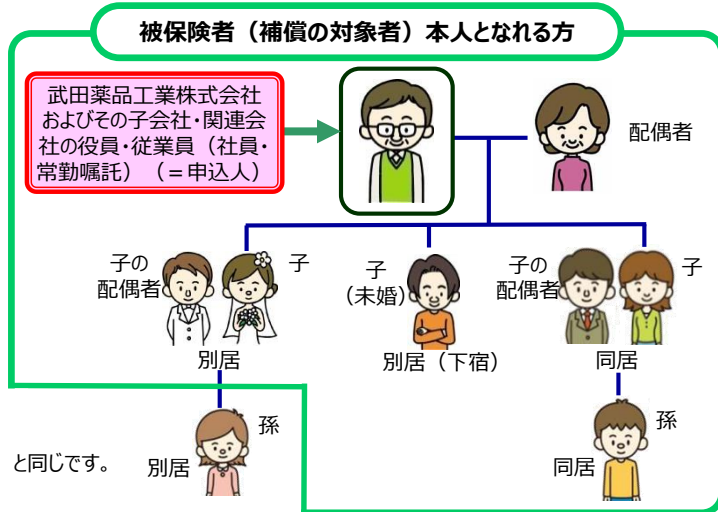 被保険者（補償の対象者）本人となれる方
武田薬品工業株式会社
およびその子会社・関連会
社の役員・従業員（社員・
常勤嘱託）（＝申込人）
配偶者
子の
配偶者
子
別居
子
（未婚）
別居（下宿）
子の
配偶者
子
同居
孫
別居
孫
同居
と同じです。